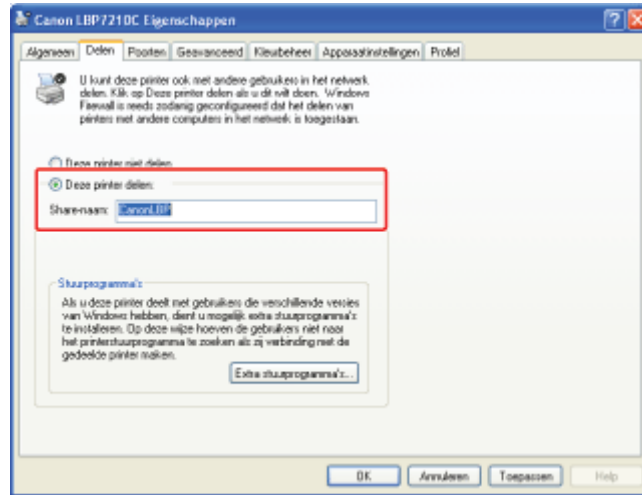 Canon LBP7210C Eigenschappen
Algemeen Delen Poorten Geavanceerd Kleurbeheer Apparaatinstellingen Profiel
U kunt deze printer ook met andere gebruikers in het netwerk
delen. Klik op Deze printer delen als u dit wilt doen. Windows
Firewall is reeds zodanig geconfigureerd dat het delen van
printers met andere computers in het netwerk is toegestaan.
Deze printer niet delen
Deze printer delen:
Share-naam: CanonLBP
Stuurprogramma's
Als u deze printer deelt met gebruikers die verschillende versies
van Windows hebben, dient u mogelijk extra stuurprogramma's
te installeren. Op deze wijze hoeven de gebruikers niet naar
het printerstuurprogramma te zoeken als zij verbinding met de
gedeelde printer maken.
Extra stuurprogramma's...
OK Annuleren Toepassen Help